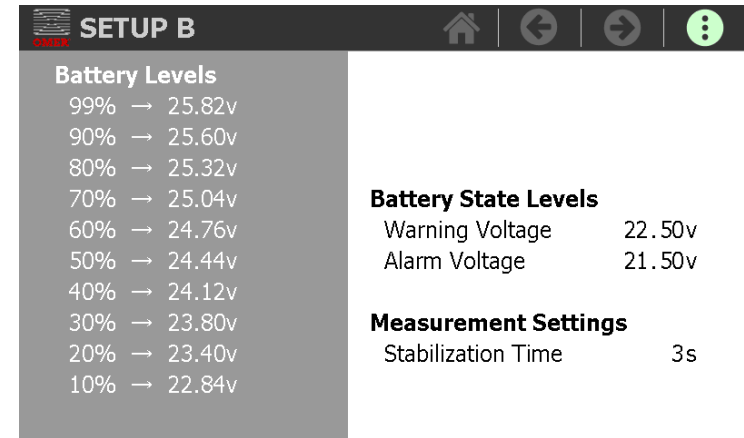 SETUP B
OMER
Battery Levels
99% → 25.82v
90% → 25.60v
80% → 25.32v
70% → 25.04v
60% → 24.76v
50% → 24.44v
40% → 24.12v
30% → 23.80v
20% → 23.40v
10% → 22.84v
Battery State Levels
Warning Voltage 22.50v
Alarm Voltage 21.50v
Measurement Settings
Stabilization Time 3s